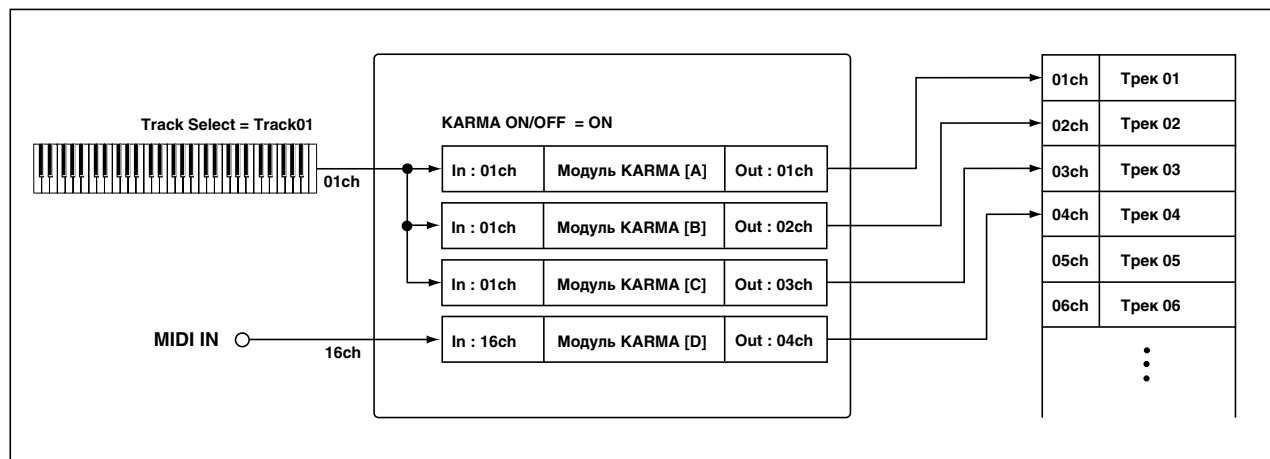 Track Select = Track01
01ch
MIDI IN
16ch
KARMA ON/OFF = ON
In : 01ch Модуль KARMA [A] Out : 01ch
In : 01ch Модуль KARMA [B] Out : 02ch
In : 01ch Модуль KARMA [C] Out : 03ch
In : 16ch Модуль KARMA [D] Out : 04ch
01ch Трек 01
02ch Трек 02
03ch Трек 03
04ch Трек 04
05ch Трек 05
06ch Трек 06